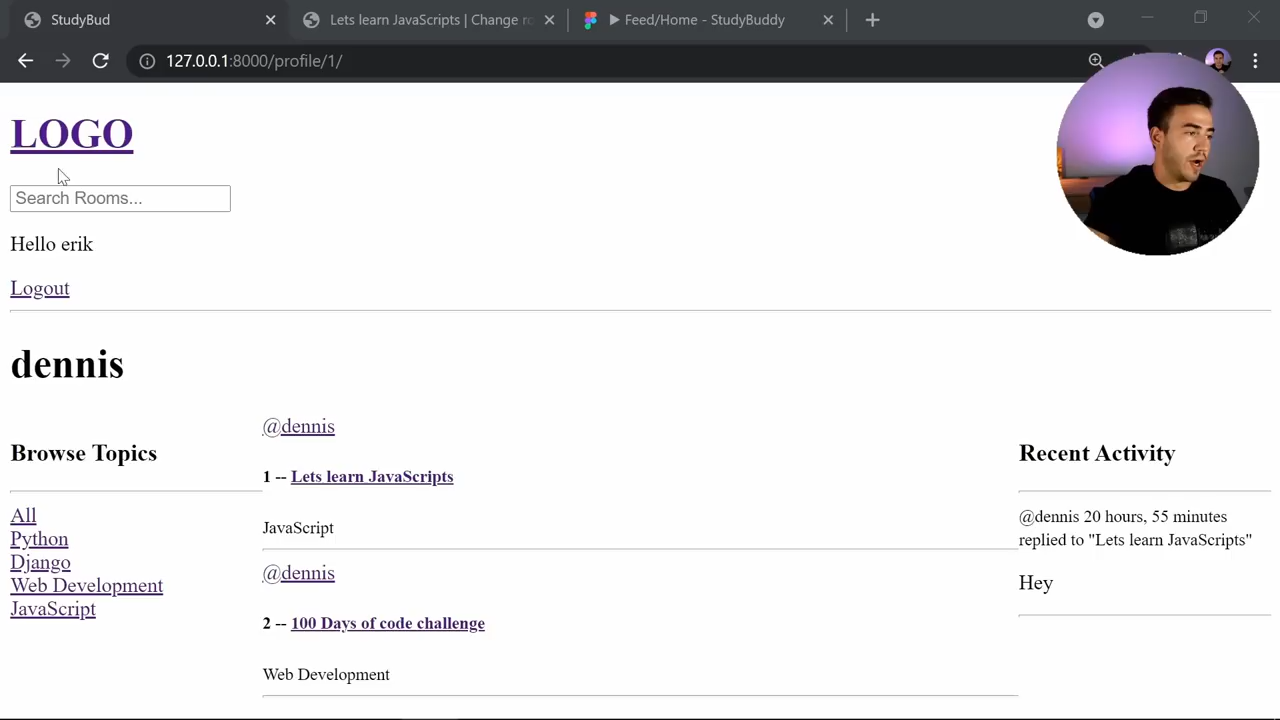 StudyBud
Lets learn JavaScripts | Change ro
Feed/Home - StudyBuddy
127.0.0.1:8000/profile/1/
LOGO
Search Rooms...
Hello erik
Logout
dennis
Browse Topics
All
Python
Django
Web Development
JavaScript
@dennis
1 -- Lets learn JavaScripts
JavaScript
@dennis
2 -- 100 Days of code challenge
Web Development
Recent Activity
@dennis 20 hours, 55 minutes
replied to "Lets learn JavaScripts"
Hey